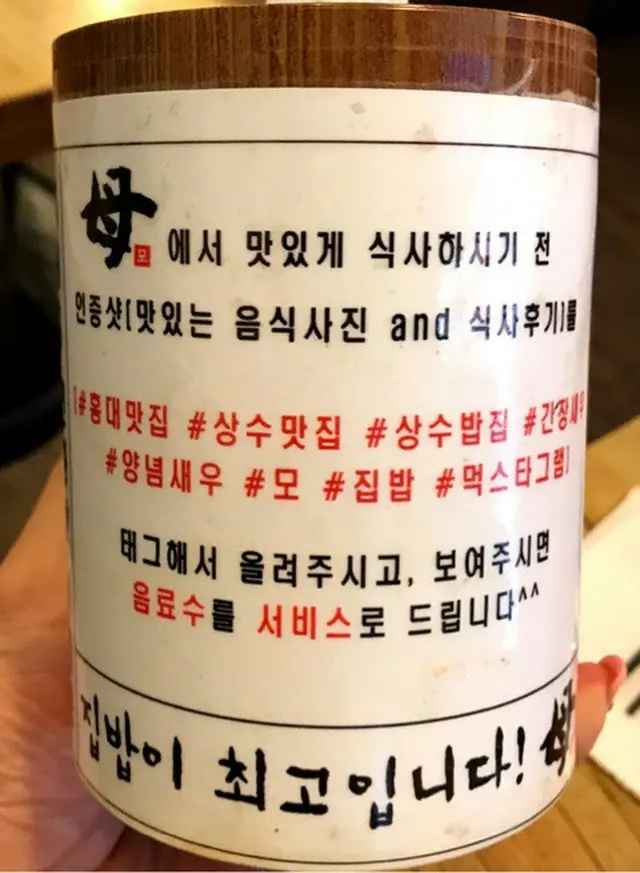 母 모 에서 맛있게 식사하시기 전
인증샷[맛있는 음식사진 and 식사후기]를
[#홍대맛집 #상수맛집 #상수밥집 #간장새우
#양념새우 #모 #집밥 #먹스타그램]
태그해서 올려주시고, 보여주시면
음료수를 서비스로 드립니다^^
집밥이 최고입니다! 母